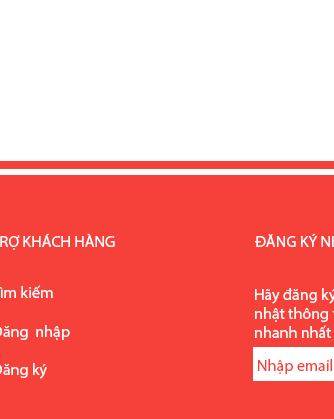 RỢ KHÁCH HÀNG
ìm kiếm
Đăng nhập
Đăng ký
ĐĂNG KÝ
Hãy đăng ký
nhật thông
nhanh nhất
Nhập email